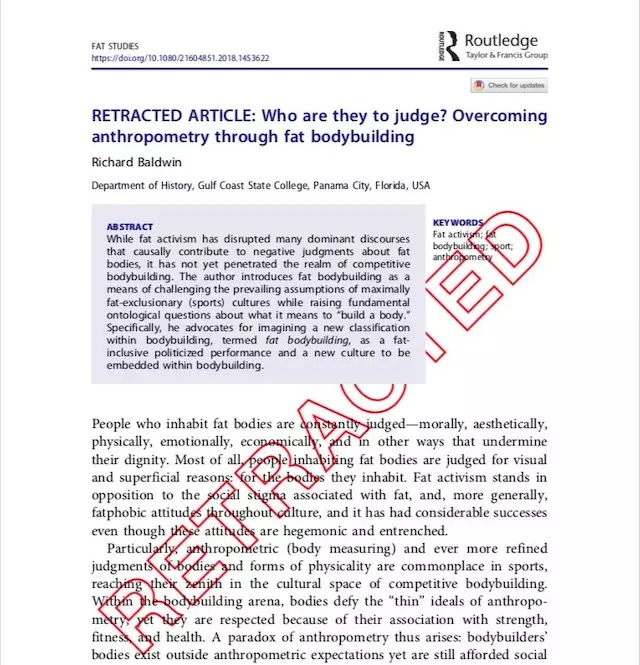 FAT STUDIES
https://doi.org/10.1080/21604851.2018.1453622
ROUTLEDGE
Routledge
Taylor & Francis Group
Check for updates
RETRACTED ARTICLE: Who are they to judge? Overcoming
anthropometry through fat bodybuilding
Richard Baldwin
Department of History, Gulf Coast State College, Panama City, Florida, USA
ABSTRACT
While fat activism has disrupted many dominant discourses
that causally contribute to negative judgments about fat
bodies, it has not yet penetrated the realm of competitive
bodybuilding. The author introduces fat bodybuilding as a
means of challenging the prevailing assumptions of maximally
fat-exclusionary (sports) cultures while raising fundamental
ontological questions about what it means to “build a body.”
Specifically, he advocates for imagining a new classification
within bodybuilding, termed fat bodybuilding, as a fat-
inclusive politicized performance and a new culture to be
embedded within bodybuilding.
KEYWORDS
Fat activism; fat
bodybuilding; sport;
anthropometry
People who inhabit fat bodies are constantly judged—morally, aesthetically,
physically, emotionally, economically, and in other ways that undermine
their dignity. Most of all, people inhabiting fat bodies are judged for visual
and superficial reasons: for the bodies they inhabit. Fat activism stands in
opposition to the social stigma associated with fat, and, more generally,
fatphobic attitudes throughout culture, and it has had considerable successes
even though these attitudes are hegemonic and entrenched.
Particularly, anthropometric (body measuring) and ever more refined
judgments of bodies and forms of physicality are commonplace in sports,
reaching their zenith in the cultural space of competitive bodybuilding.
Within the bodybuilding arena, bodies defy the “thin” ideals of anthropo-
metry, yet they are respected because of their association with strength,
fitness, and health. A paradox of anthropometry thus arises: bodybuilders’
bodies exist outside anthropometric expectations yet are still afforded social
RETRACTED